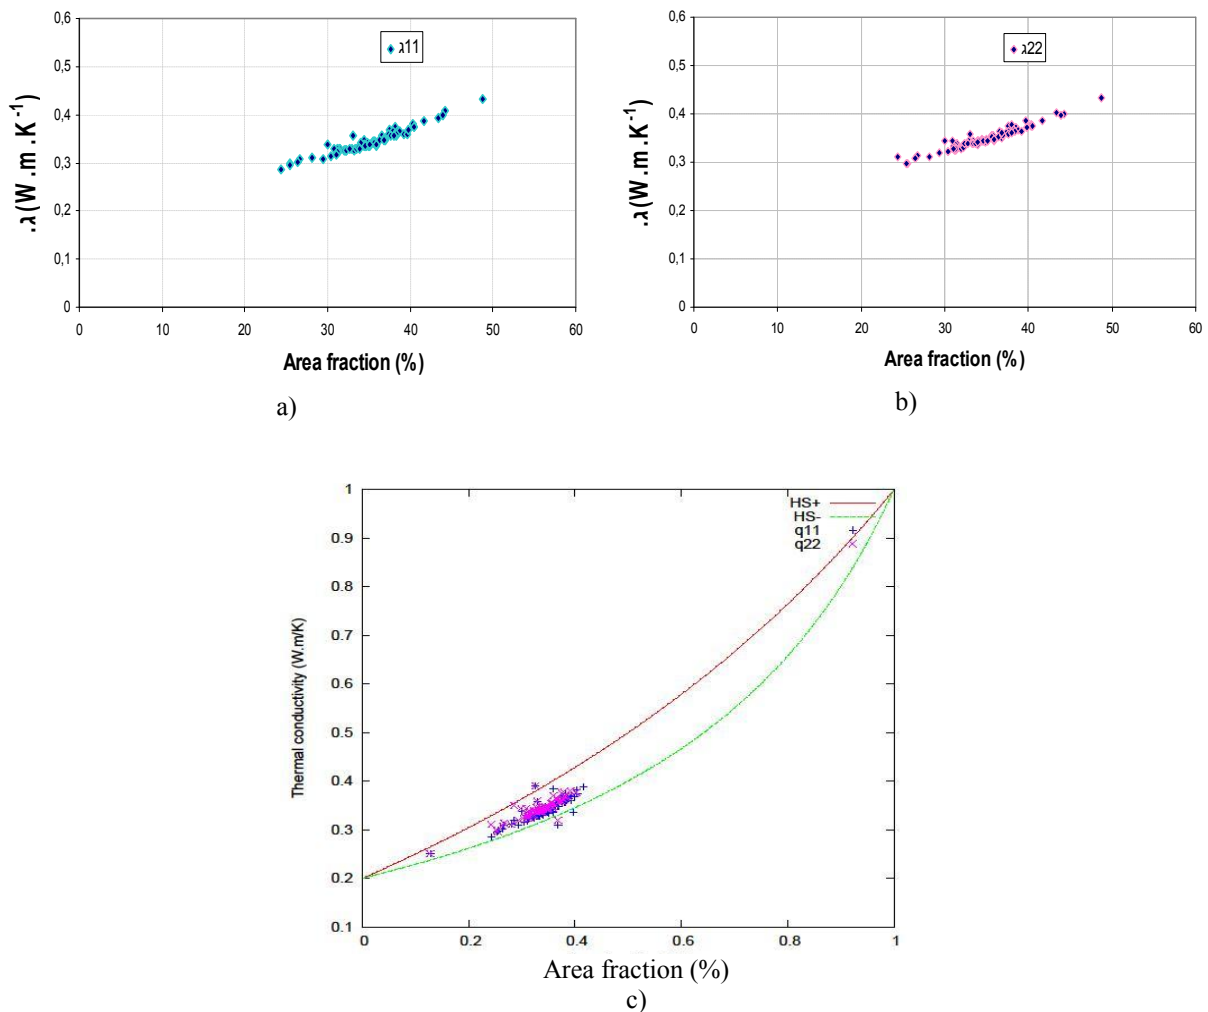 0,6
0,5
0,4
0,3
0,2
0,1
0
0 10 20 30 40 50 60
λ11
.λ(W.m.K⁻¹)
Area fraction (%)
a)
0,6
0,5
0,4
0,3
0,2
0,1
0
0 10 20 30 40 50 60
λ22
.λ(W.m.K⁻¹)
Area fraction (%)
b)
1
0.9
0.8
0.7
0.6
0.5
0.4
0.3
0.2
0.1
HS+
HS-
q11
q22
Thermal conductivity (W.m/K)
0 0.2 0.4 0.6 0.8 1
Area fraction (%)
c)